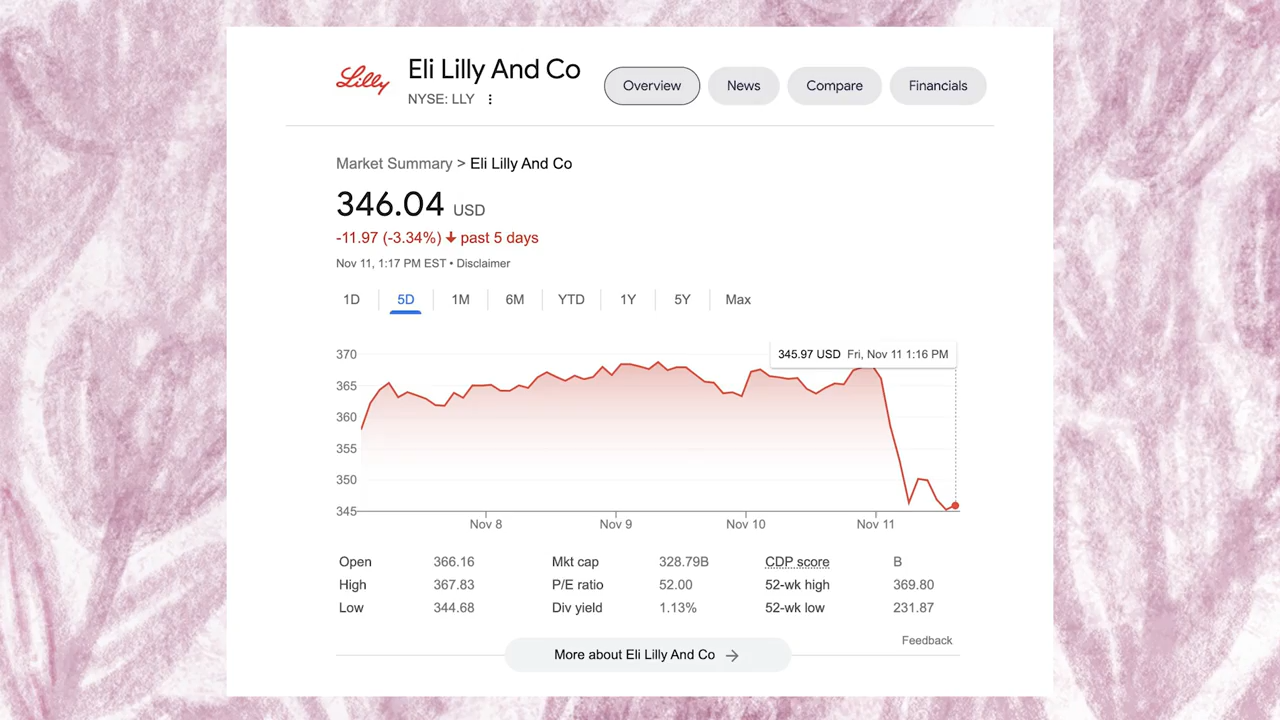 Lilly
Eli Lilly And Co
NYSE: LLY
Overview
News
Compare
Financials
Market Summary > Eli Lilly And Co
346.04 USD
-11.97 (-3.34%) ↓ past 5 days
Nov 11, 1:17 PM EST • Disclaimer
1D 5D 1M 6M YTD 1Y 5Y Max
345.97 USD Fri, Nov 11 1:16 PM
370
365
360
355
350
345
Nov 8 Nov 9 Nov 10 Nov 11
Open 366.16 Mkt cap 328.79B CDP score B
High 367.83 P/E ratio 52.00 52-wk high 369.80
Low 344.68 Div yield 1.13% 52-wk low 231.87
Feedback
More about Eli Lilly And Co →